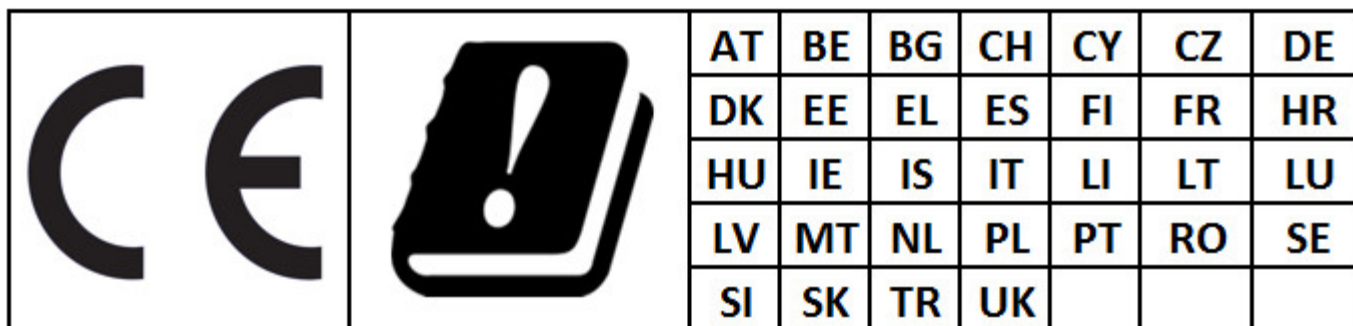 CE
AT BE BG CH CY CZ DE
DK EE EL ES FI FR HR
HU IE IS IT LI LT LU
LV MT NL PL PT RO SE
SI SK TR UK